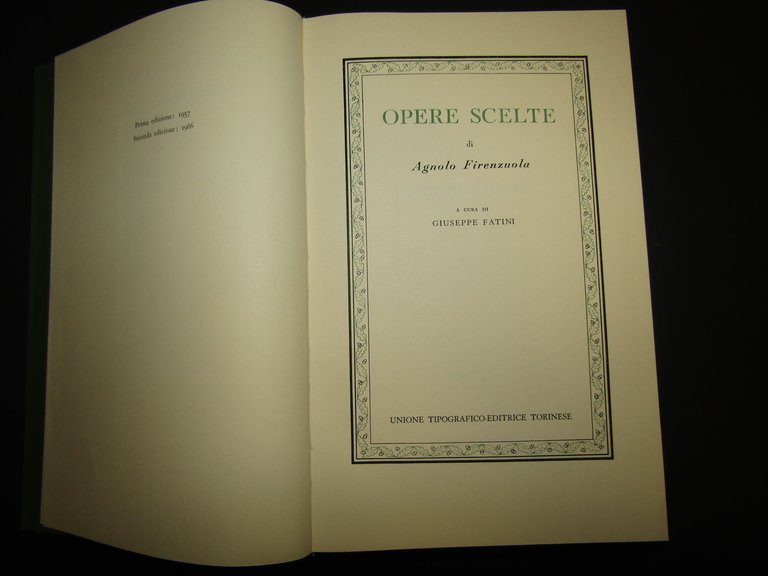 Prima edizione: 1957
Seconda edizione: 1966
OPERE SCELTE
di
Agnolo Firenzuola
A CURA DI
GIUSEPPE FATINI
UNIONE TIPOGRAFICO-EDITRICE TORINESE